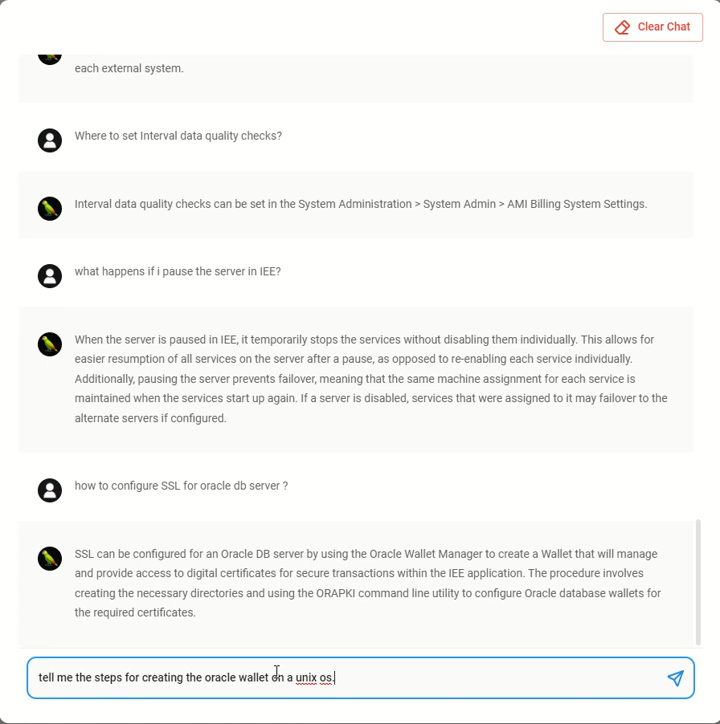 Clear Chat
each external system.
Where to set Interval data quality checks?
Interval data quality checks can be set in the System Administration > System Admin > AMI Billing System Settings.
what happens if i pause the server in IEE?
When the server is paused in IEE, it temporarily stops the services without disabling them individually. This allows for
easier resumption of all services on the server after a pause, as opposed to re-enabling each service individually.
Additionally, pausing the server prevents failover, meaning that the same machine assignment for each service is
maintained when the services start up again. If a server is disabled, services that were assigned to it may failover to the
alternate servers if configured.
how to configure SSL for oracle db server ?
SSL can be configured for an Oracle DB server by using the Oracle Wallet Manager to create a Wallet that will manage
and provide access to digital certificates for secure transactions within the IEE application. The procedure involves
creating the necessary directories and using the ORAPKI command line utility to configure Oracle database wallets for
the required certificates.
tell me the steps for creating the oracle wallet on a unix os.